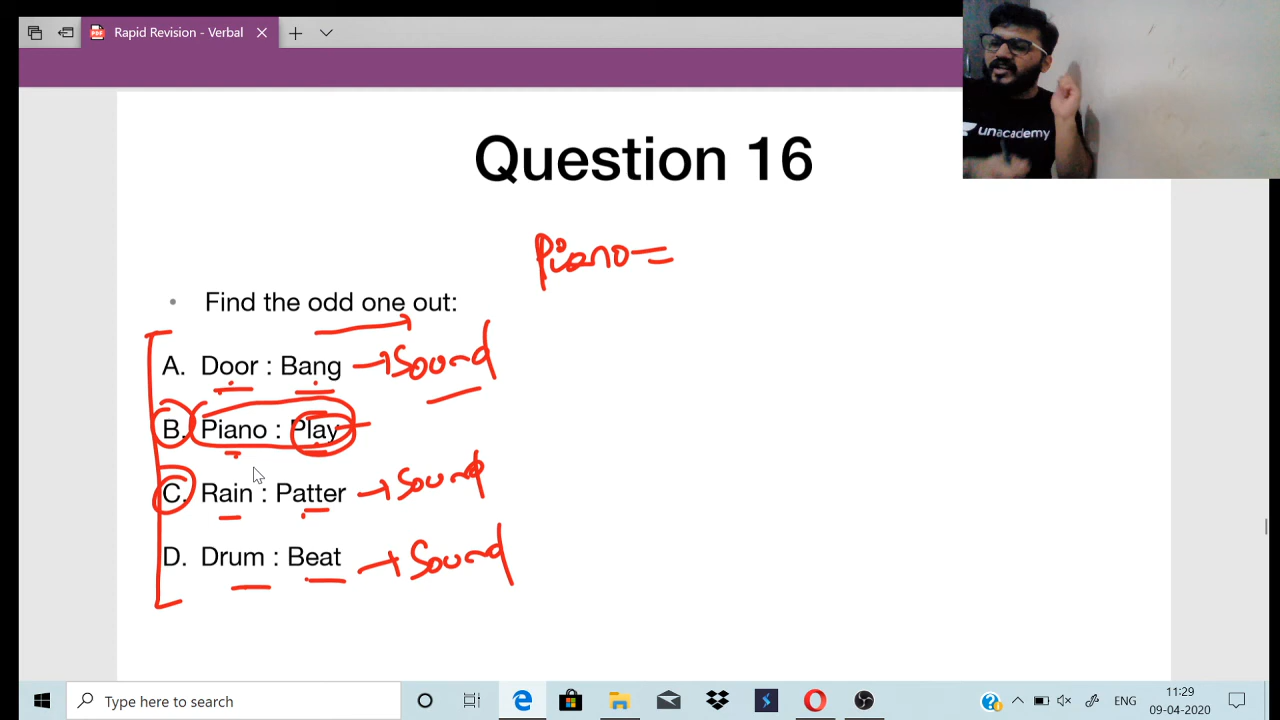 Rapid Revision - Verbal
unacademy
Question 16
Piano =
Find the odd one out:
A. Door : Bang → Sound
B. Piano : Play
C. Rain : Patter → Sound
D. Drum : Beat → Sound
Type here to search
ENG
11:29
09-04-2020